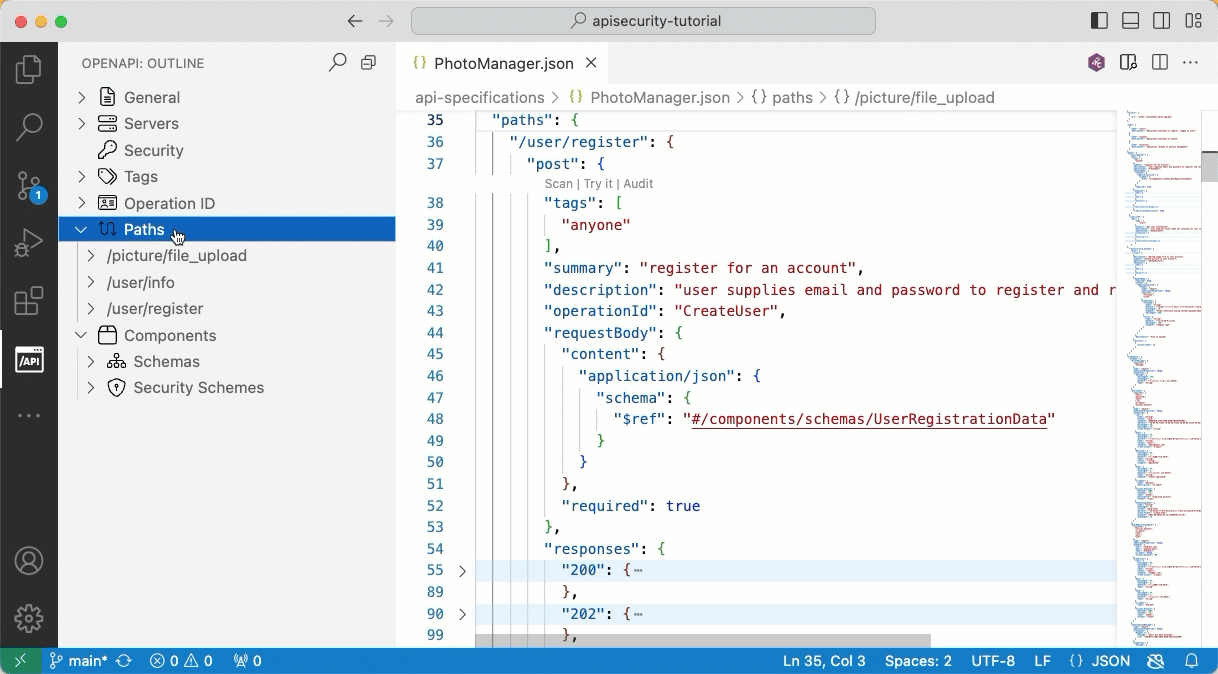 apisecurity-tutorial
OPENAPI: OUTLINE
General
Servers
Security
Tags
Operation ID
Paths
/picture/file_upload
/user/info
/user/register
Components
Schemas
Security Schemes
/API
1
{} PhotoManager.json ×
api-specifications > {} PhotoManager.json > {} paths > {} /picture/file_upload
35 "paths": {
36 "/user/register": {
37 "post": {
Scan | Try it | Audit
38 "tags": [
39 "anyone"
40 ],
41 "summary": "register for an account",
42 "description": "user supplies email and password to register and r
43 "operationId": "CreateUser",
44 "requestBody": {
45 "content": {
46 "application/json": {
47 "schema": {
48 "$ref": "#/components/schemas/UserRegistrationData"
49 }
50 }
51 },
52 "required": true
53 },
54 "responses": {
55 "200": {⋯
89 },
90 "202": {⋯
99 },
main* 0 0 0 Ln 35, Col 3 Spaces: 2 UTF-8 LF {} JSON